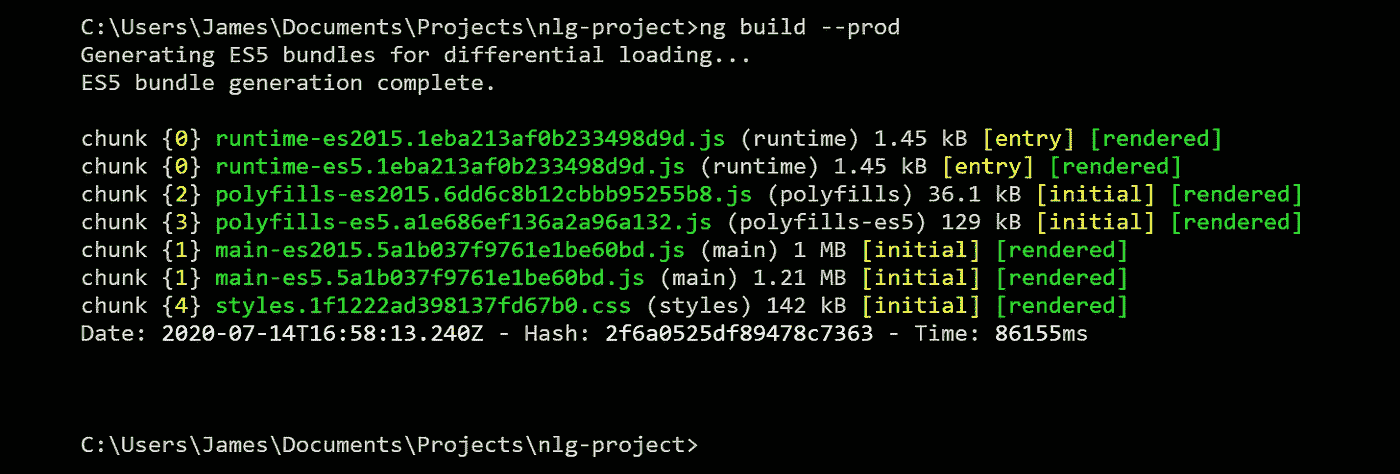 C:\Users\James\Documents\Projects\nlg-project>ng build --prod
Generating ES5 bundles for differential loading...
ES5 bundle generation complete.
chunk {0} runtime-es2015.1eba213af0b233498d9d.js (runtime) 1.45 kB [entry] [rendered]
chunk {0} runtime-es5.1eba213af0b233498d9d.js (runtime) 1.45 kB [entry] [rendered]
chunk {2} polyfills-es2015.6dd6c8b12cbbb95255b8.js (polyfills) 36.1 kB [initial] [rendered]
chunk {3} polyfills-es5.a1e686ef136a2a96a132.js (polyfills-es5) 129 kB [initial] [rendered]
chunk {1} main-es2015.5a1b037f9761e1be60bd.js (main) 1 MB [initial] [rendered]
chunk {1} main-es5.5a1b037f9761e1be60bd.js (main) 1.21 MB [initial] [rendered]
chunk {4} styles.1f1222ad398137fd67b0.css (styles) 142 kB [initial] [rendered]
Date: 2020-07-14T16:58:13.240Z - Hash: 2f6a0525df89478c7363 - Time: 86155ms
C:\Users\James\Documents\Projects\nlg-project>